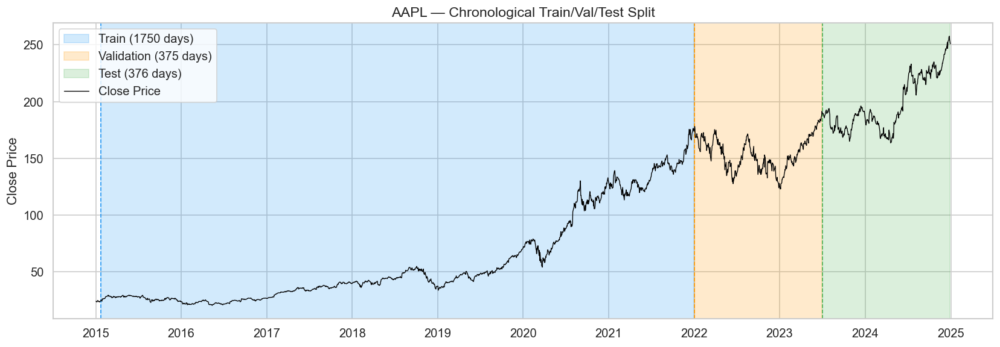 AAPL — Chronological Train/Val/Test Split
Train (1750 days)
Validation (375 days)
Test (376 days)
Close Price
Close Price
250
200
150
100
50
2015 2016 2017 2018 2019 2020 2021 2022 2023 2024 2025